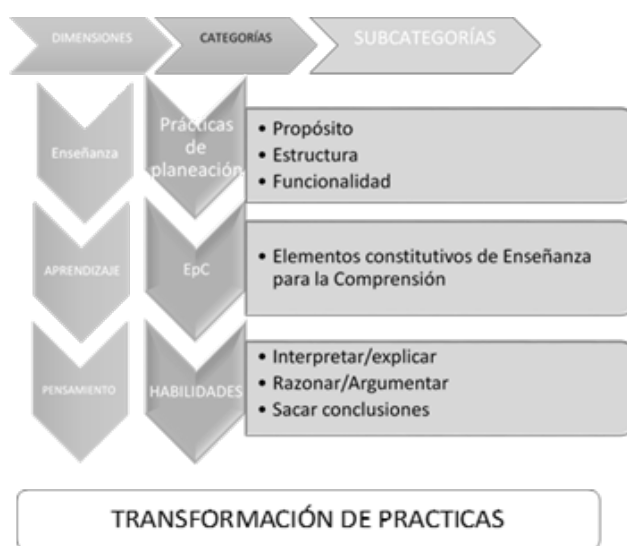 DIMENSIONES
CATEGORÍAS
SUBCATEGORÍAS
Enseñanza
Prácticas
de
planeación
• Propósito
• Estructura
• Funcionalidad
APRENDIZAJE
EpC
• Elementos constitutivos de Enseñanza
para la Comprensión
PENSAMIENTO
HABILIDADES
• Interpretar/explicar
• Razonar/Argumentar
• Sacar conclusiones
TRANSFORMACIÓN DE PRACTICAS